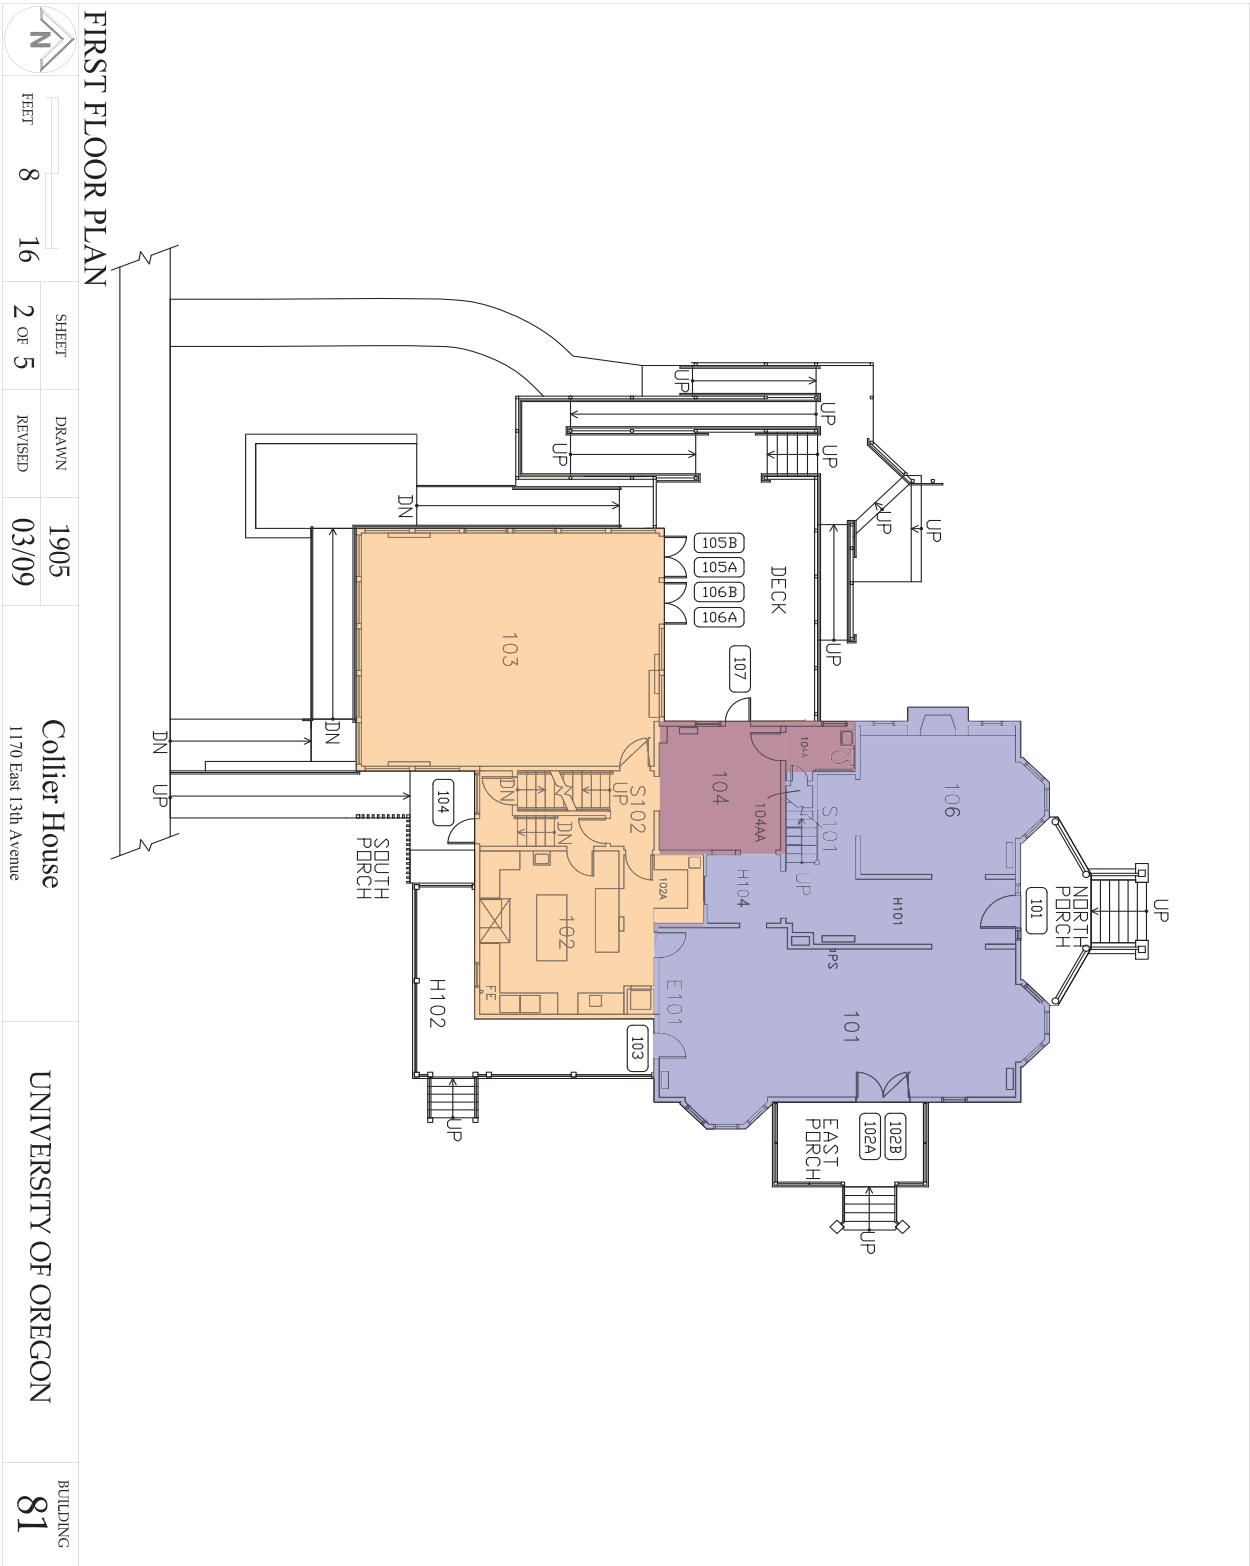 FIRST FLOOR PLAN
N
FEET
8
16
SHEET
2 OF 5
DRAWN
REVISED
1905
03/09
Collier House
1170 East 13th Avenue
UNIVERSITY OF OREGON
BUILDING
81
UP
NORTH
PORCH
101
UP
UP
UP
UP
UP
UP
UP
DN
DECK
105B
105A
106B
106A
107
UP
106
H101
104A
S101
104
104AA
UP
H104
PS
101
E101
102B
102A
EAST
PORCH
UP
103
S102
UP
DN
DN
102A
102
FE
103
H102
UP
104
SOUTH
PORCH
DN
DN
UP